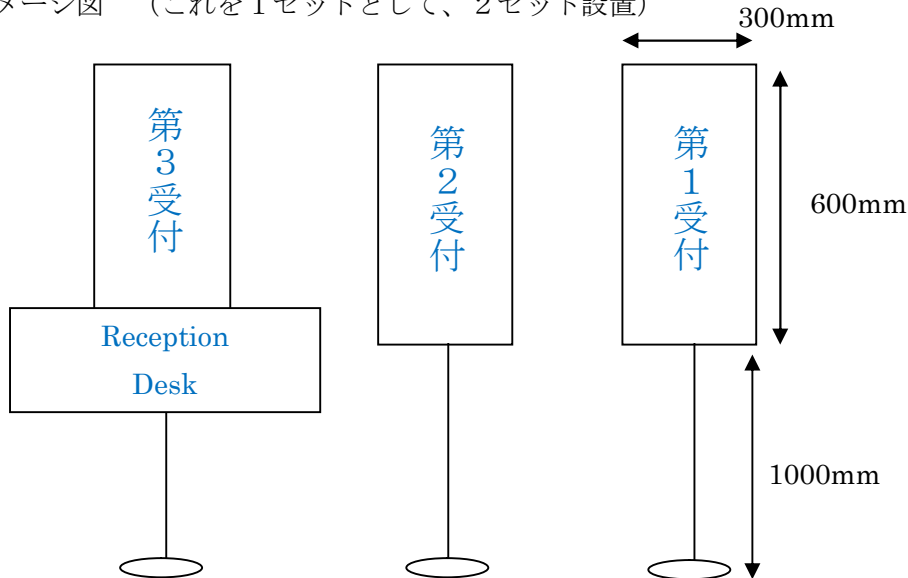 メージ図　（これを１セットとして、２セット設置）
300mm
第３受付
第２受付
第１受付
600mm
Reception
Desk
1000mm